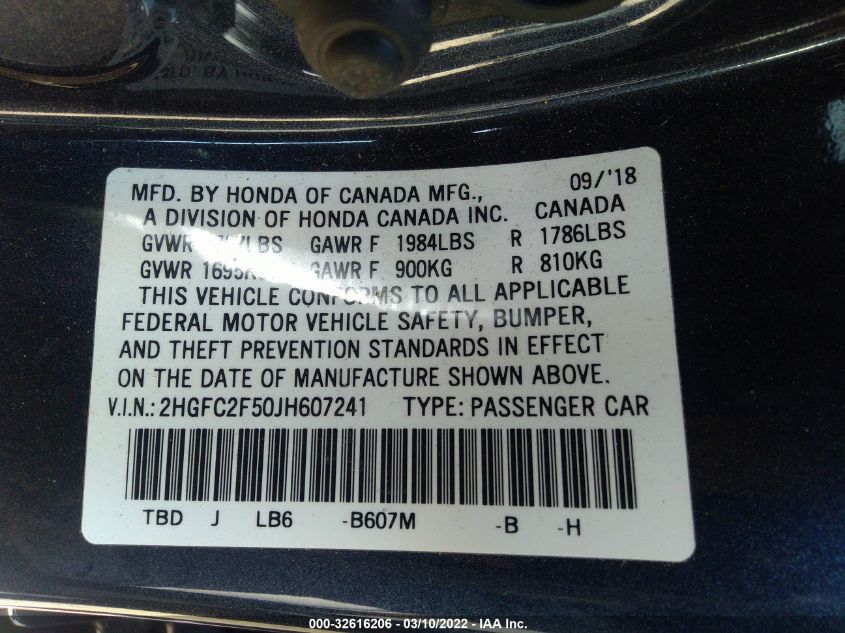 MFD. BY HONDA OF CANADA MFG., 09/'18
A DIVISION OF HONDA CANADA INC. CANADA
GVWR GAWR F 1984LBS R 1786LBS
GVWR GAWR F 900KG R 810KG
THIS VEHICLE CONFORMS TO ALL APPLICABLE
FEDERAL MOTOR VEHICLE SAFETY, BUMPER,
AND THEFT PREVENTION STANDARDS IN EFFECT
ON THE DATE OF MANUFACTURE SHOWN ABOVE.
V.I.N.: 2HGFC2F50JH607241 TYPE: PASSENGER CAR
TBD J LB6 -B607M -B -H
000-32616206 - 03/10/2022 - IAA Inc.